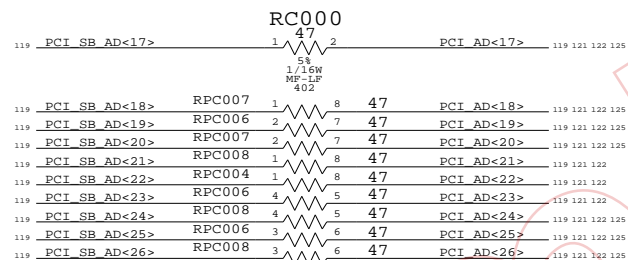 RC000
47
119 PCI_SB_AD<17> 1 2 PCI_AD<17> 119 121 122 125
5%
1/16W
MF-LF
402
119 PCI_SB_AD<18> RPC007 1 8 47 PCI_AD<18> 119 121 122 125
119 PCI_SB_AD<19> RPC006 2 7 47 PCI_AD<19> 119 121 122 125
119 PCI_SB_AD<20> RPC007 2 7 47 PCI_AD<20> 119 121 122 125
119 PCI_SB_AD<21> RPC008 1 8 47 PCI_AD<21> 119 121 122
119 PCI_SB_AD<22> RPC004 1 8 47 PCI_AD<22> 119 121 122
119 PCI_SB_AD<23> RPC006 4 5 47 PCI_AD<23> 119 121 122
119 PCI_SB_AD<24> RPC008 4 5 47 PCI_AD<24> 119 121 122 125
119 PCI_SB_AD<25> RPC006 3 6 47 PCI_AD<25> 119 121 122 125
119 PCI_SB_AD<26> RPC008 3 6 47 PCI_AD<26> 119 121 122 125